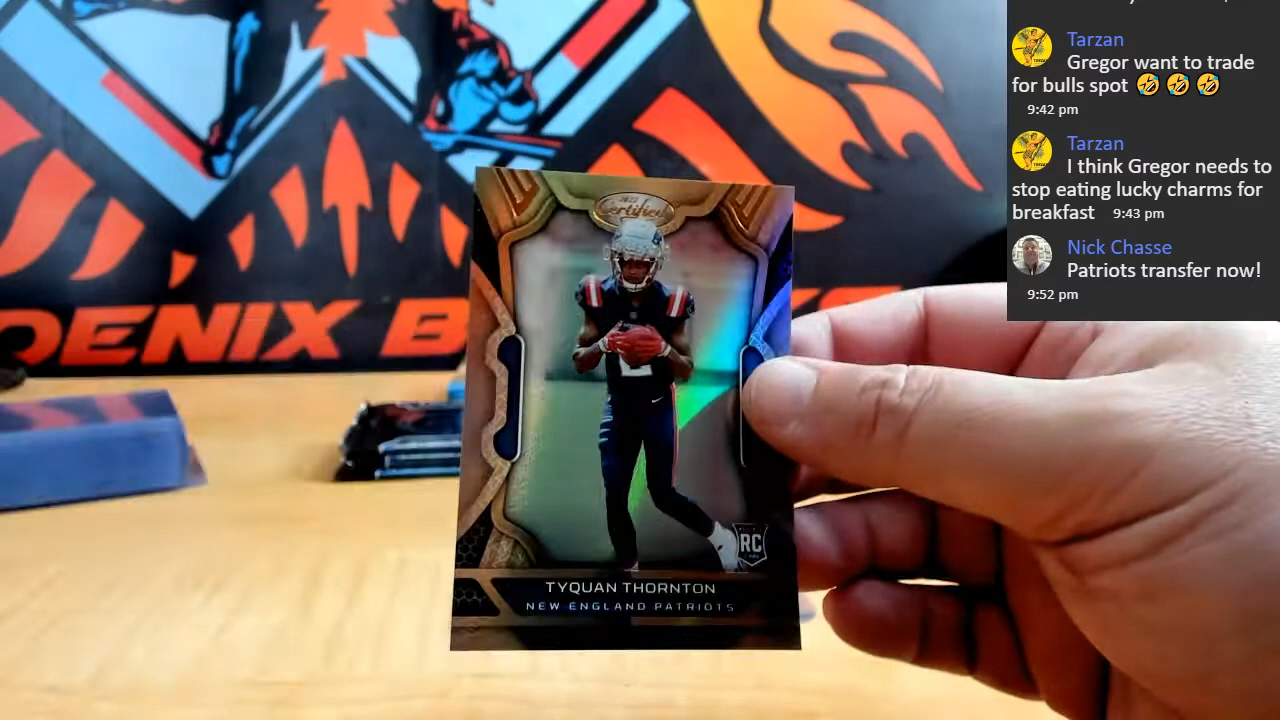 Tarzan
Gregor want to trade
for bulls spot 🤣 🤣 🤣
9:42 pm
Tarzan
I think Gregor needs to
stop eating lucky charms for
breakfast 9:43 pm
Nick Chasse
Patriots transfer now!
9:52 pm
2022
Certified
RC
TYQUAN THORNTON
NEW ENGLAND PATRIOTS